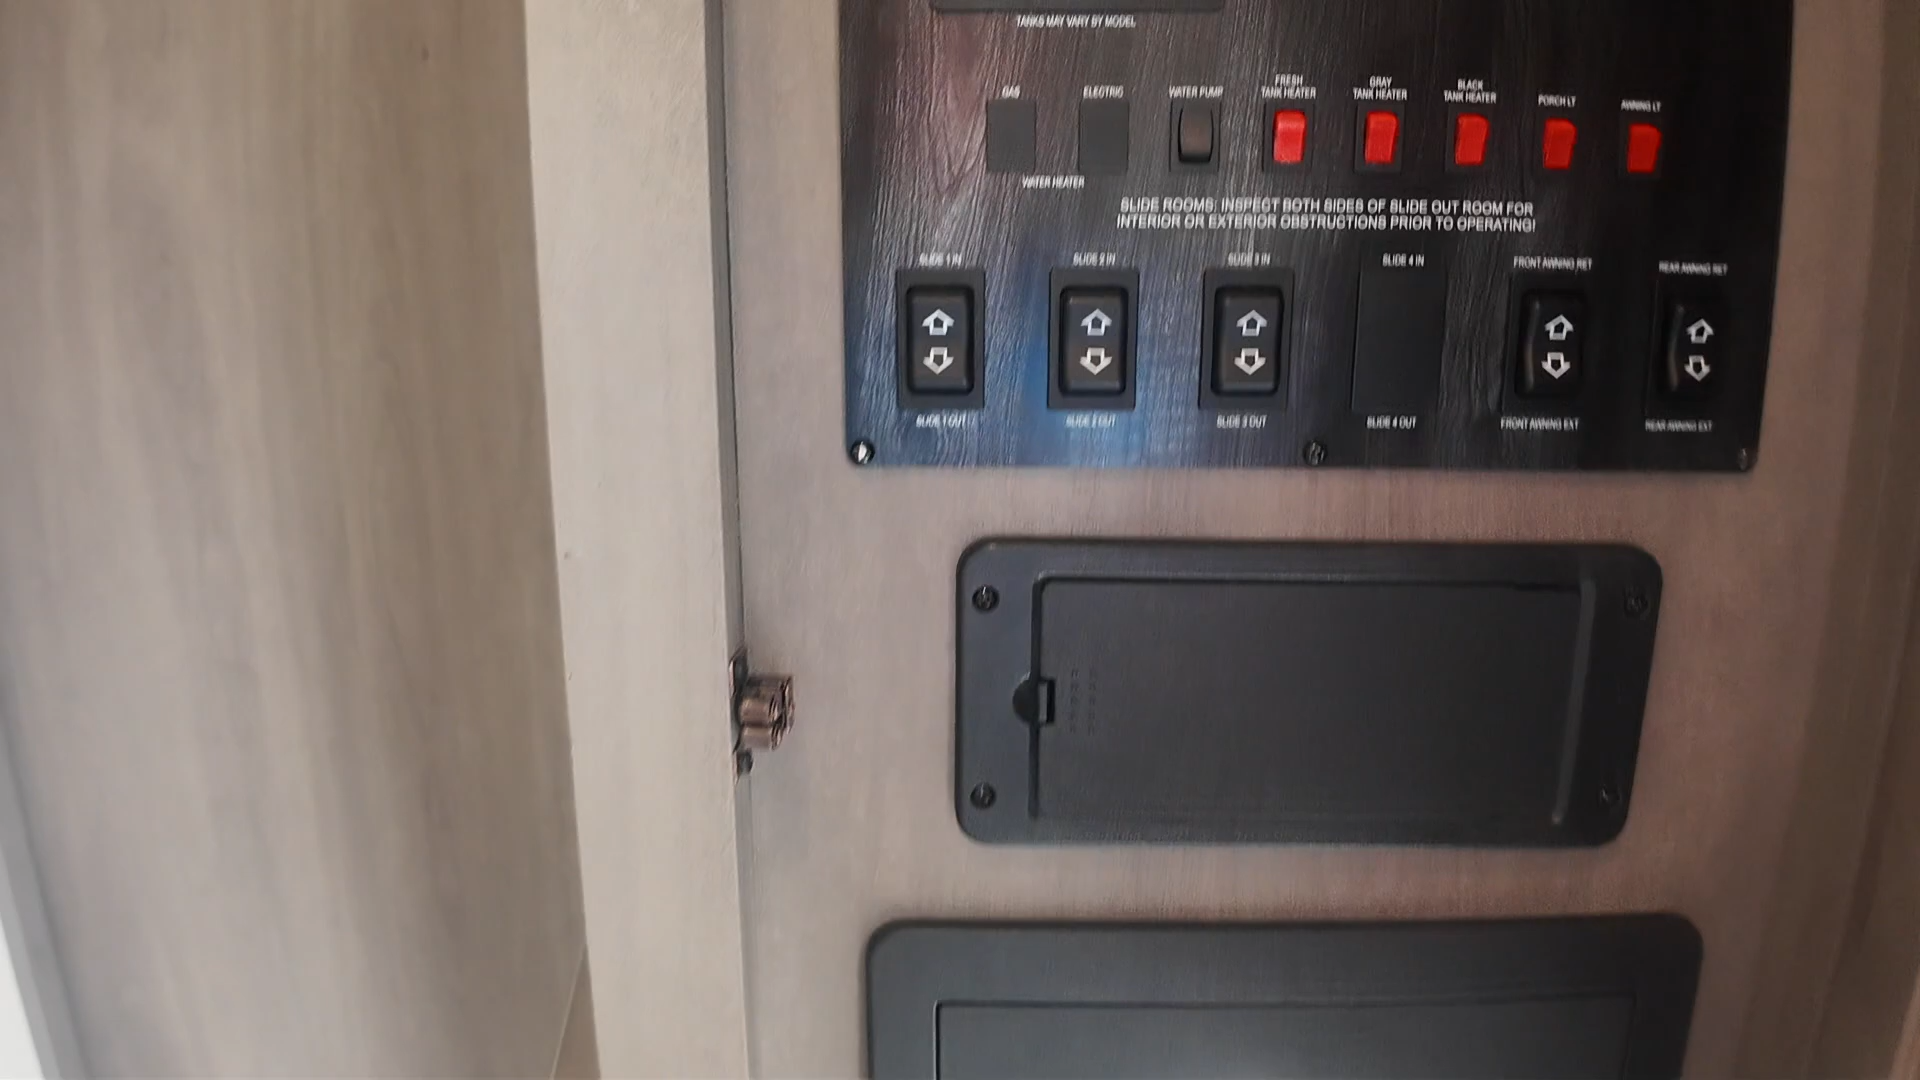 TANKS MAY VARY BY MODEL
GAS
ELECTRIC
WATER PUMP
FRESH
TANK HEATER
GRAY
TANK HEATER
BLACK
TANK HEATER
PORCH LT
AWNING LT
WATER HEATER
SLIDE ROOMS: INSPECT BOTH SIDES OF SLIDE OUT ROOM FOR
INTERIOR OR EXTERIOR OBSTRUCTIONS PRIOR TO OPERATING!
SLIDE 1 IN
SLIDE 2 IN
SLIDE 3 IN
SLIDE 4 IN
FRONT AWNING RET
REAR AWNING RET
SLIDE 1 OUT
SLIDE 2 OUT
SLIDE 3 OUT
SLIDE 4 OUT
FRONT AWNING EXT
REAR AWNING EXT